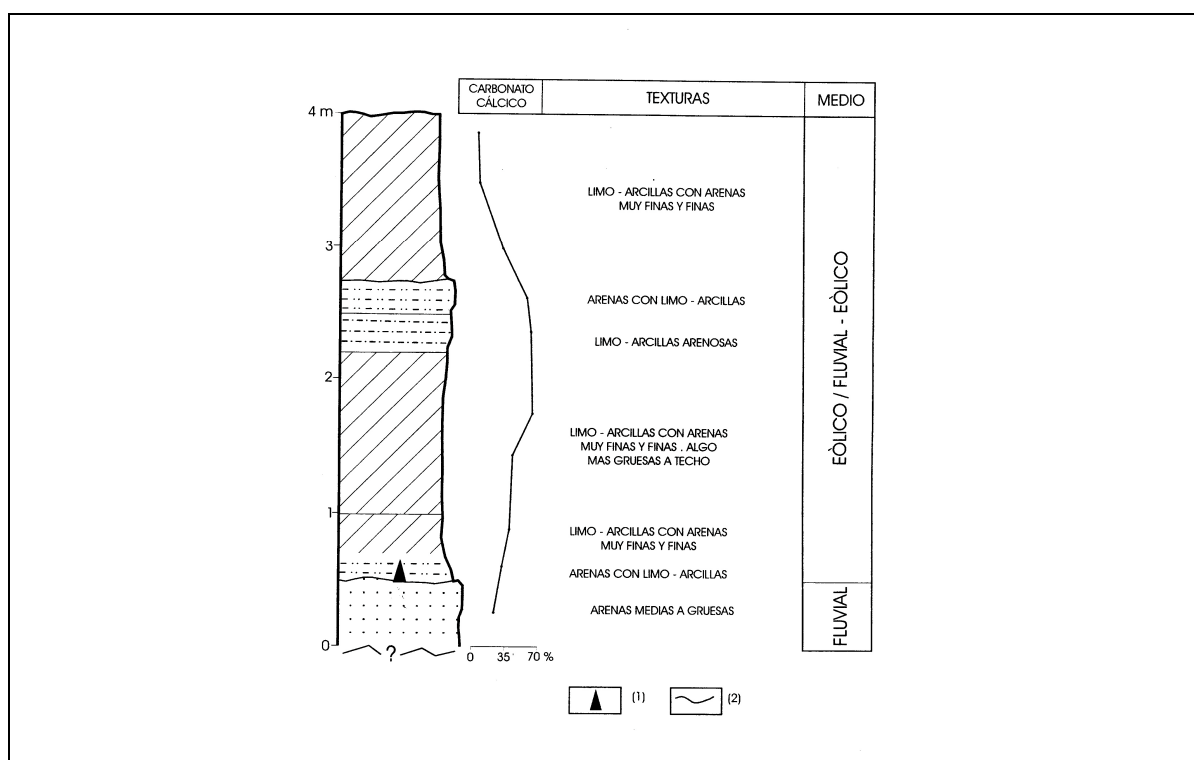 CARBONATO
CÁLCICO
TEXTURAS
MEDIO
4 m
LIMO - ARCILLAS CON ARENAS
MUY FINAS Y FINAS
3
ARENAS CON LIMO - ARCILLAS
LIMO - ARCILLAS ARENOSAS
2
LIMO - ARCILLAS CON ARENAS
MUY FINAS Y FINAS . ALGO
MAS GRUESAS A TECHO
EÒLICO / FLUVIAL - EÒLICO
1
LIMO - ARCILLAS CON ARENAS
MUY FINAS Y FINAS
ARENAS CON LIMO - ARCILLAS
ARENAS MEDIAS A GRUESAS
FLUVIAL
0
?
0 35 70 %
(1)
(2)